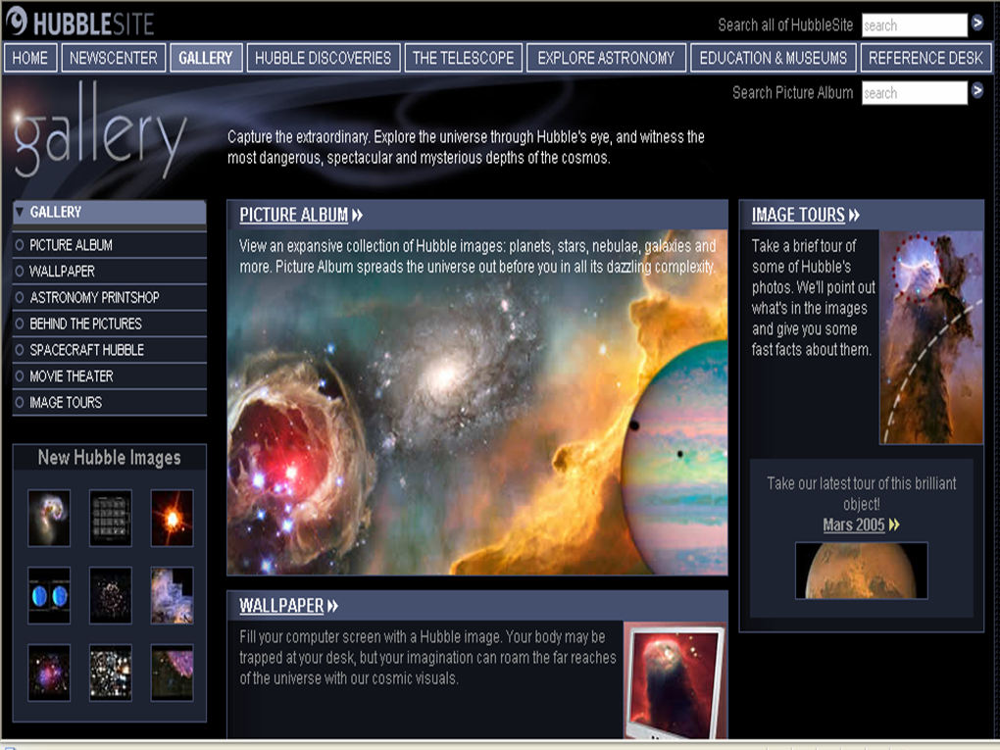 HUBBLESITE
Search all of HubbleSite search
HOME NEWSCENTER GALLERY HUBBLE DISCOVERIES THE TELESCOPE EXPLORE ASTRONOMY EDUCATION & MUSEUMS REFERENCE DESK
Search Picture Album search
gallery
Capture the extraordinary. Explore the universe through Hubble's eye, and witness the
most dangerous, spectacular and mysterious depths of the cosmos.
GALLERY
PICTURE ALBUM
WALLPAPER
ASTRONOMY PRINTSHOP
BEHIND THE PICTURES
SPACECRAFT HUBBLE
MOVIE THEATER
IMAGE TOURS
New Hubble Images
PICTURE ALBUM
View an expansive collection of Hubble images: planets, stars, nebulae, galaxies and
more. Picture Album spreads the universe out before you in all its dazzling complexity.
WALLPAPER
Fill your computer screen with a Hubble image. Your body may be
trapped at your desk, but your imagination can roam the far reaches
of the universe with our cosmic visuals.
IMAGE TOURS
Take a brief tour of
some of Hubble's
photos. We'll point out
what's in the images
and give you some
fast facts about them.
Take our latest tour of this brilliant
object!
Mars 2005